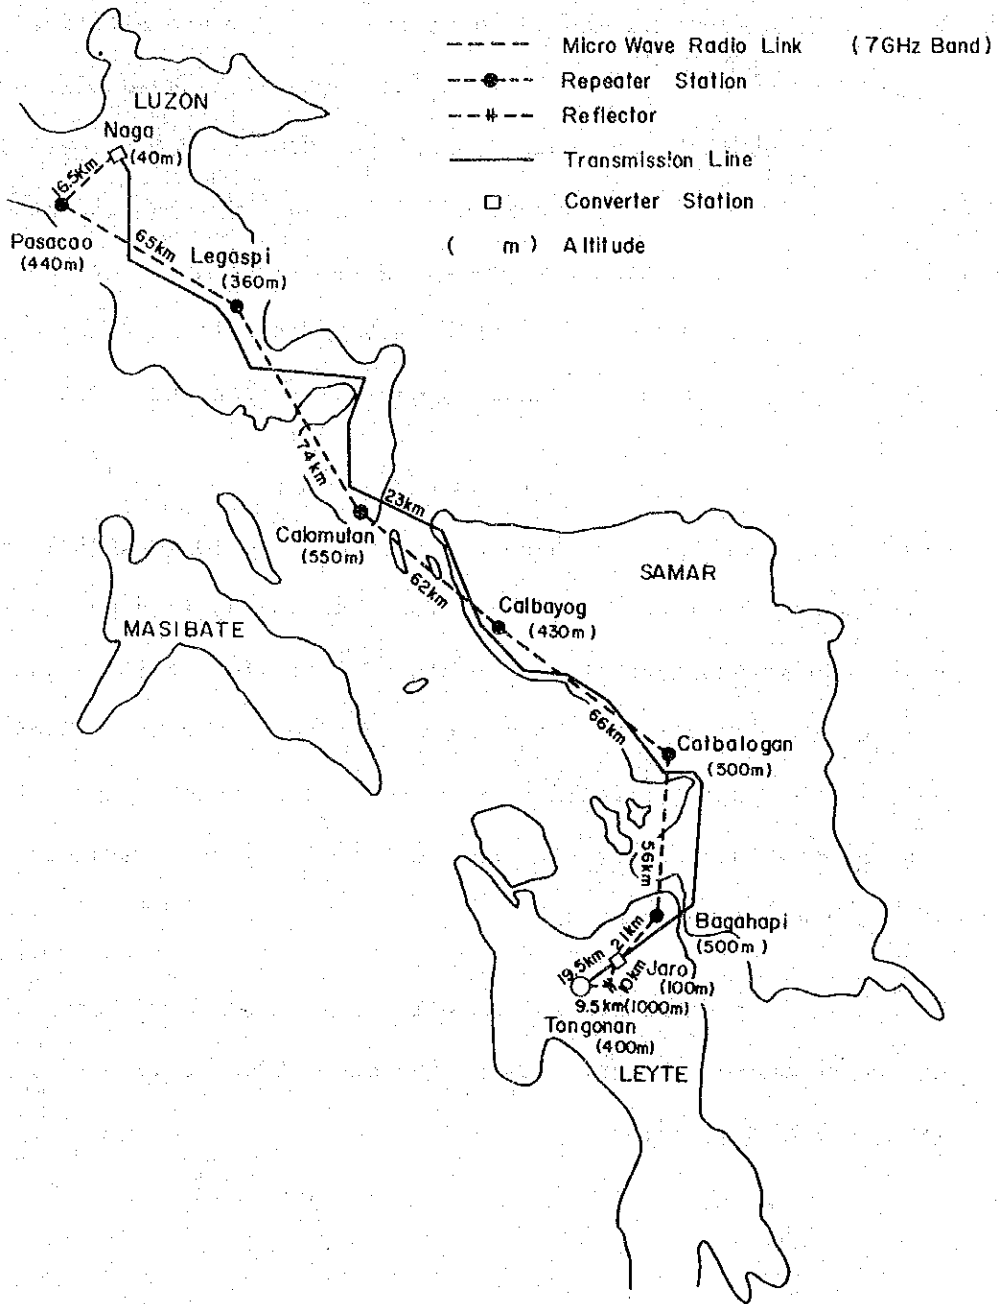 Micro Wave Radio Link (7GHz Band)
Repeater Station
Reflector
Transmission Line
Converter Station
( m) Altitude
LUZON
Naga
(40m)
16.5km
Pasacao
(440m)
65km
Legaspi
(360m)
74km
23km
Calomutan
(550m)
62km
SAMAR
Calbayog
(430m)
MASIBATE
66km
Catbalogan
(500m)
56km
Bagahapi
(500m)
21km
19.5km
10km
Jaro
(100m)
9.5km(1000m)
Tongonan
(400m)
LEYTE